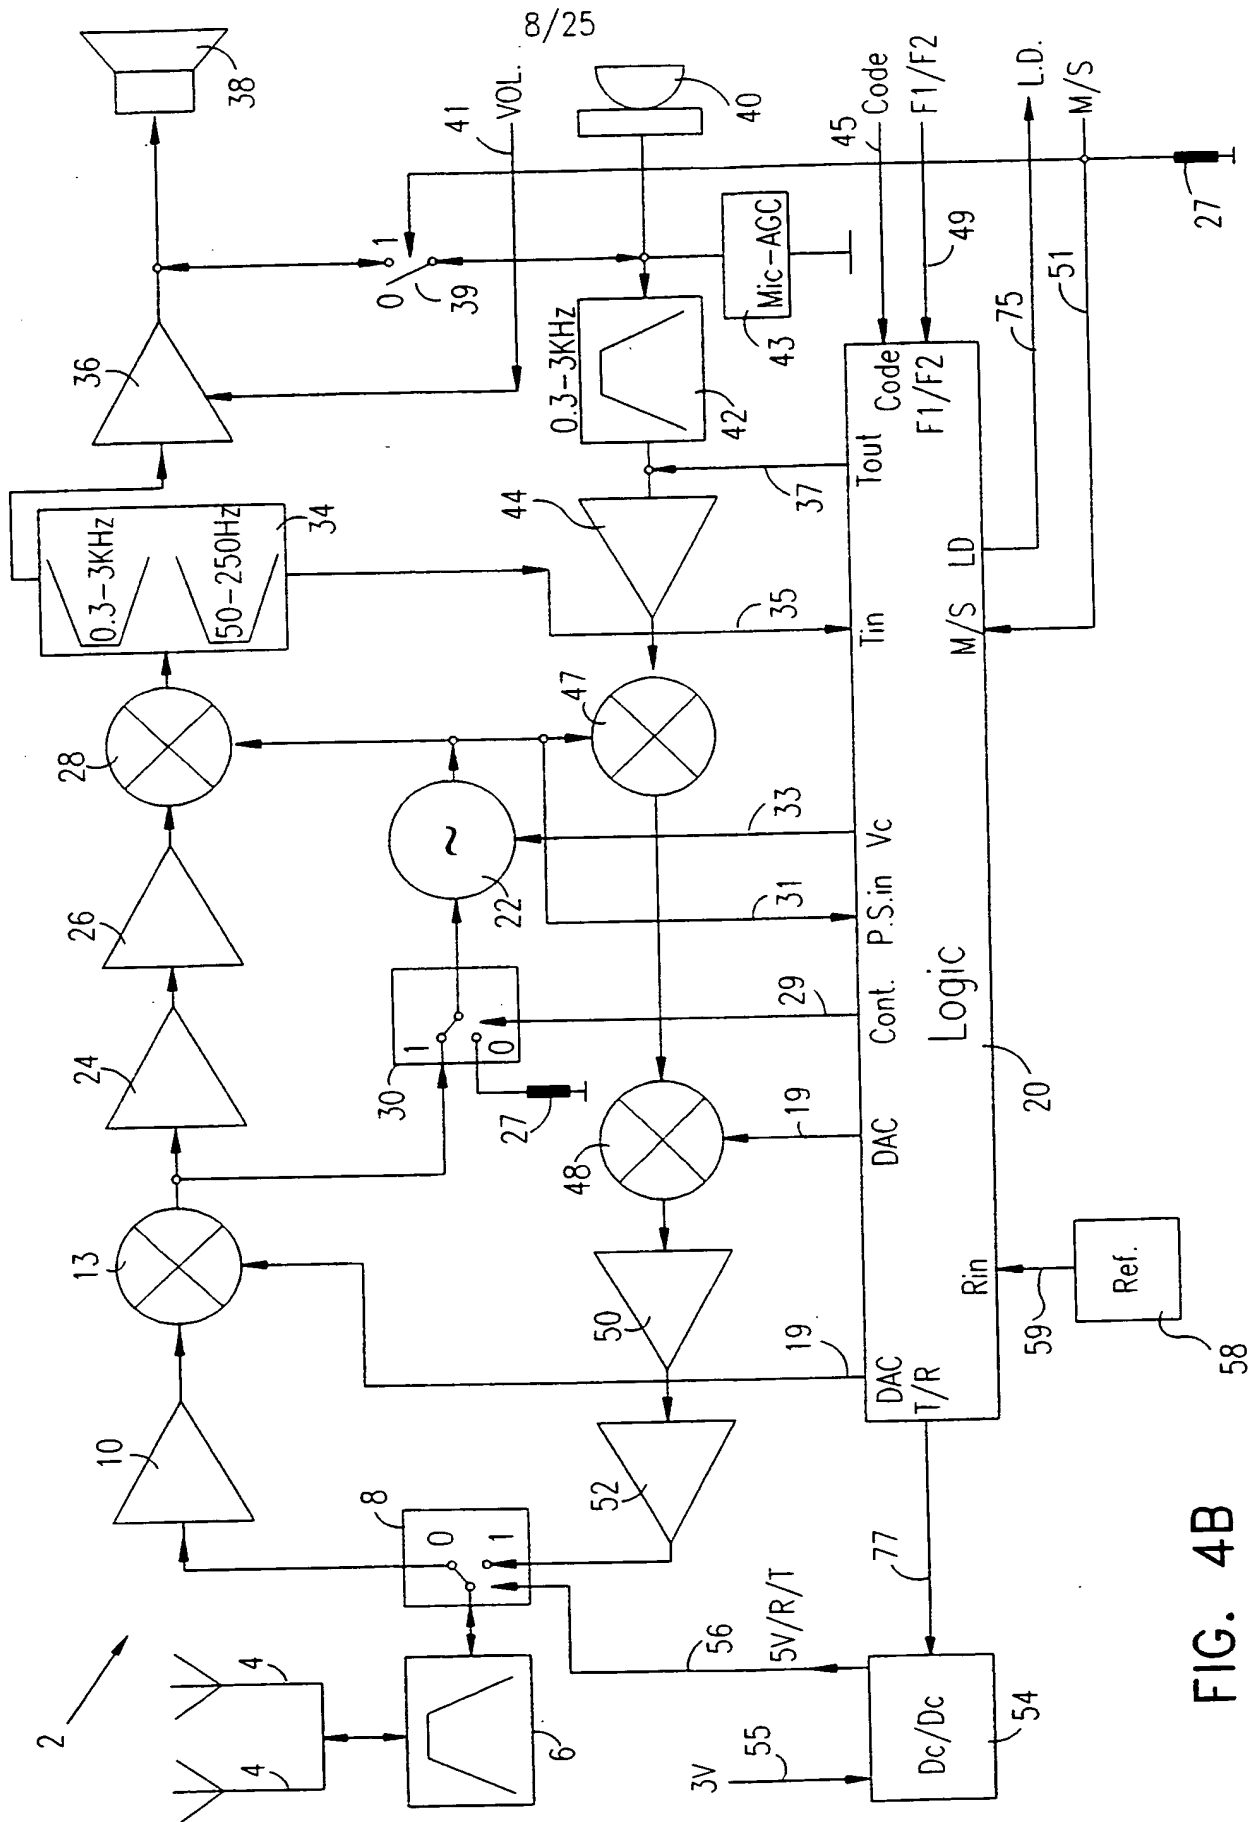 8/25
2
4
4
6
8
0
1
10
13
24
26
28
0.3-3KHz
50-250Hz
34
36
38
30
1
0
27
22
~
0
1
39
41
VOL.
40
0.3-3KHz
42
Mic-AGC
43
44
47
48
50
52
56
5V/R/T
19
19
29
31
33
35
37
45
Code
F1/F2
49
L.D.
M/S
27
51
75
DAC
T/R
DAC
Cont.
P.S.in
Vc
Tin
Tout
Code
F1/F2
Rin
Logic
20
M/S
LD
77
3V
55
Dc/Dc
54
59
Ref.
58
FIG. 4B